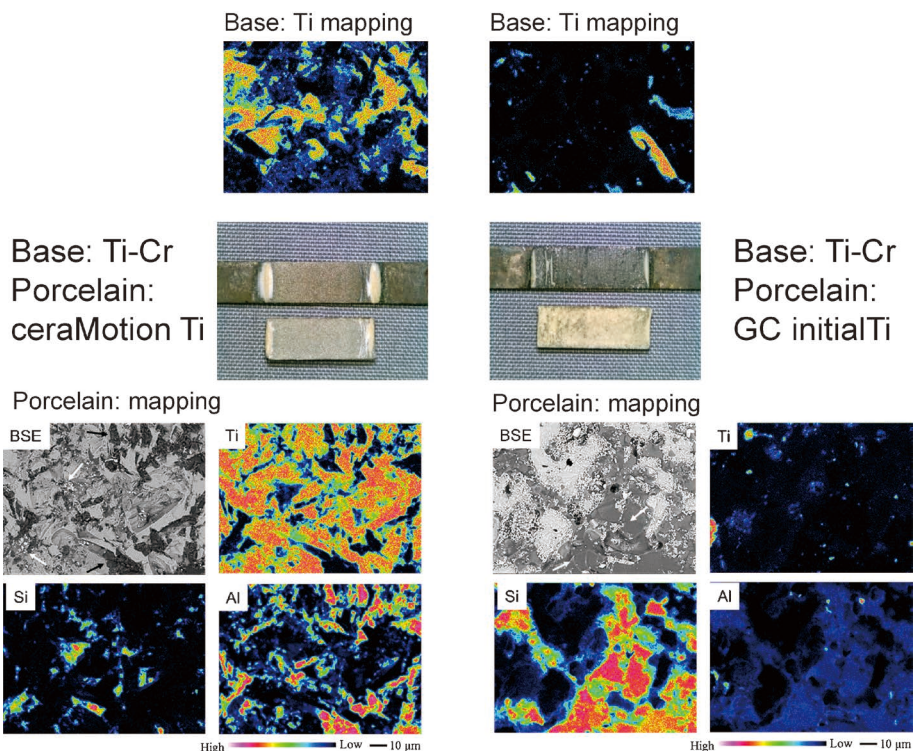 Base: Ti mapping
Base: Ti mapping
Base: Ti-Cr
Porcelain:
ceraMotion Ti
Base: Ti-Cr
Porcelain:
GC initialTi
Porcelain: mapping
BSE
Ti
Si
Al
High
Low
10 μm
Porcelain: mapping
BSE
Ti
Si
Al
High
Low
10 μm